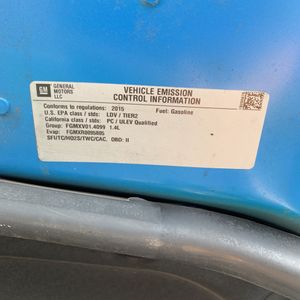 GM
GENERAL
MOTORS
LLC
VEHICLE EMISSION
CONTROL INFORMATION
Conforms to regulations: 2015 Fuel: Gasoline
U.S. EPA class / stds: LDV / TIER2
California class / stds: PC / ULEV Qualified
Group: FGMXV01.4099 1.4L
Evap: FGMXR0095805
SFI/TC/HO2S/TWC/CAC. OBD: II